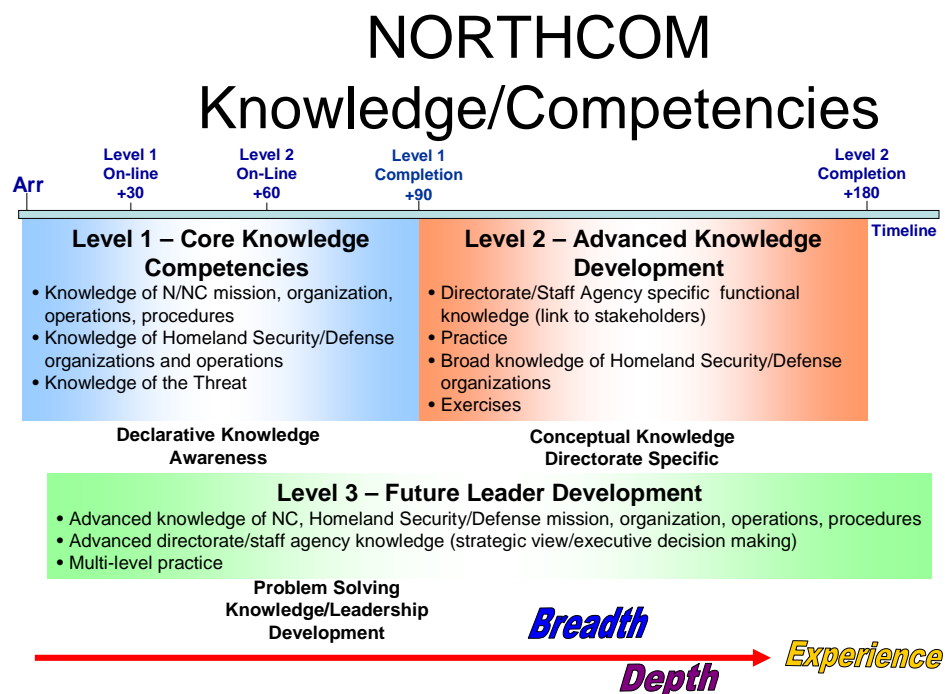 NORTHCOM
Knowledge/Competencies
Arr
Level 1
On-line
+30
Level 2
On-Line
+60
Level 1
Completion
+90
Level 2
Completion
+180
Timeline
Level 1 – Core Knowledge
Competencies
• Knowledge of N/NC mission, organization,
operations, procedures
• Knowledge of Homeland Security/Defense
organizations and operations
• Knowledge of the Threat
Level 2 – Advanced Knowledge
Development
• Directorate/Staff Agency specific functional
knowledge (link to stakeholders)
• Practice
• Broad knowledge of Homeland Security/Defense
organizations
• Exercises
Declarative Knowledge
Awareness
Conceptual Knowledge
Directorate Specific
Level 3 – Future Leader Development
• Advanced knowledge of NC, Homeland Security/Defense mission, organization, operations, procedures
• Advanced directorate/staff agency knowledge (strategic view/executive decision making)
• Multi-level practice
Problem Solving
Knowledge/Leadership
Development
Breadth
Depth
Experience